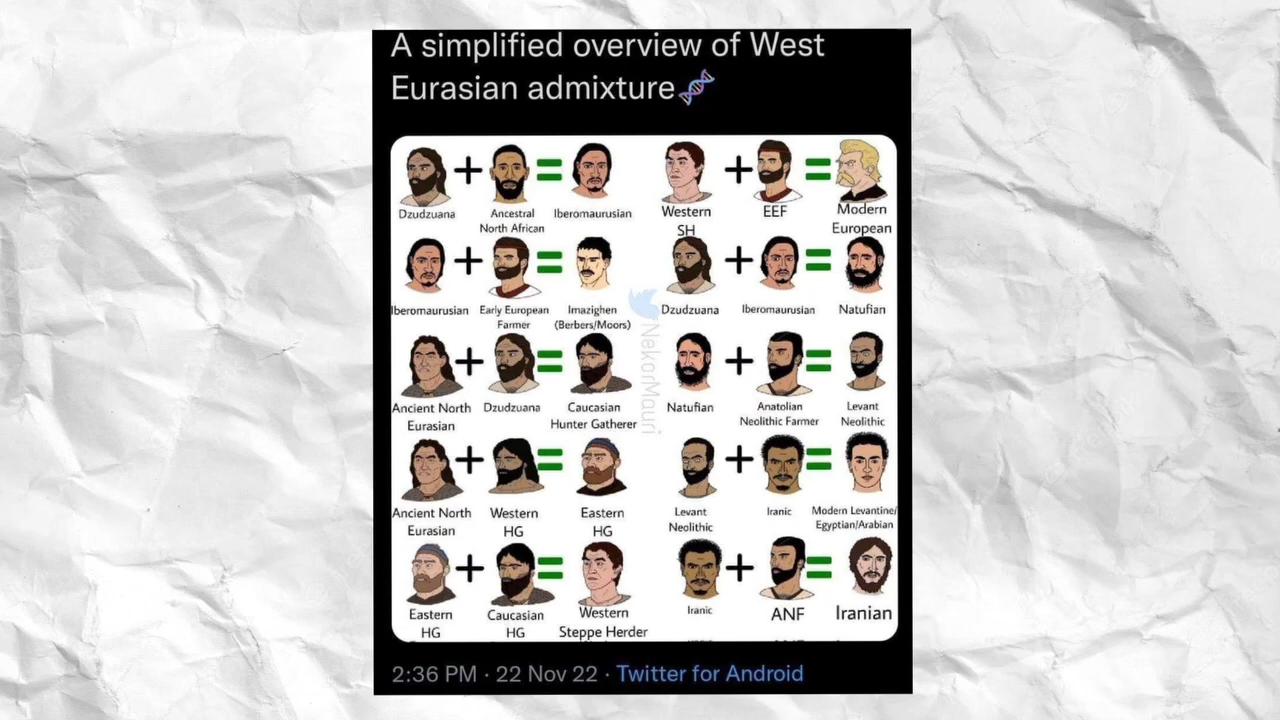 A simplified overview of West
Eurasian admixture
+ = + =
Dzudzuana Ancestral Iberomaurusian Western EEF Modern
North African SH European
+ = + =
Iberomaurusian Early European Imazighen Dzudzuana Iberomaurusian Natufian
Farmer (Berbers/Moors)
+ = + =
Ancient North Dzudzuana Caucasian Natufian Anatolian Levant
Eurasian Hunter Gatherer Neolithic Farmer Neolithic
+ = + =
Ancient North Western Eastern Levant Iranic Modern Levantine/
Eurasian HG HG Neolithic Egyptian/Arabian
+ = + =
Eastern Caucasian Western Iranic ANF Iranian
HG HG Steppe Herder
NekorMauri
2:36 PM · 22 Nov 22 · Twitter for Android